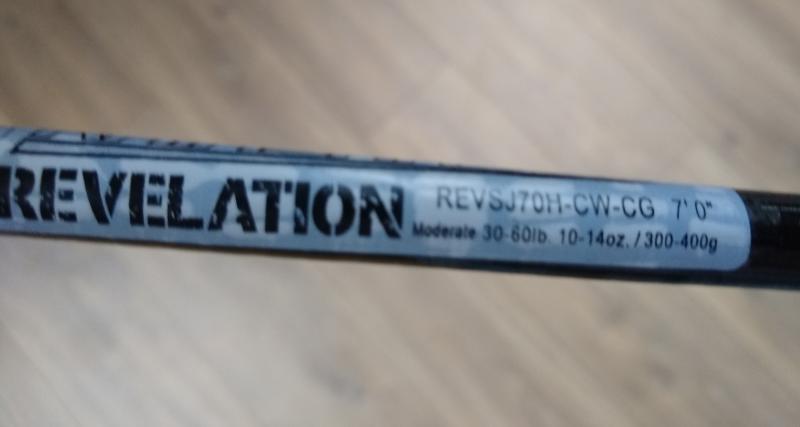 REVELATION
REVSJ70H-CW-CG 7' 0"
Moderate 30-60lb. 10-14oz. / 300-400g